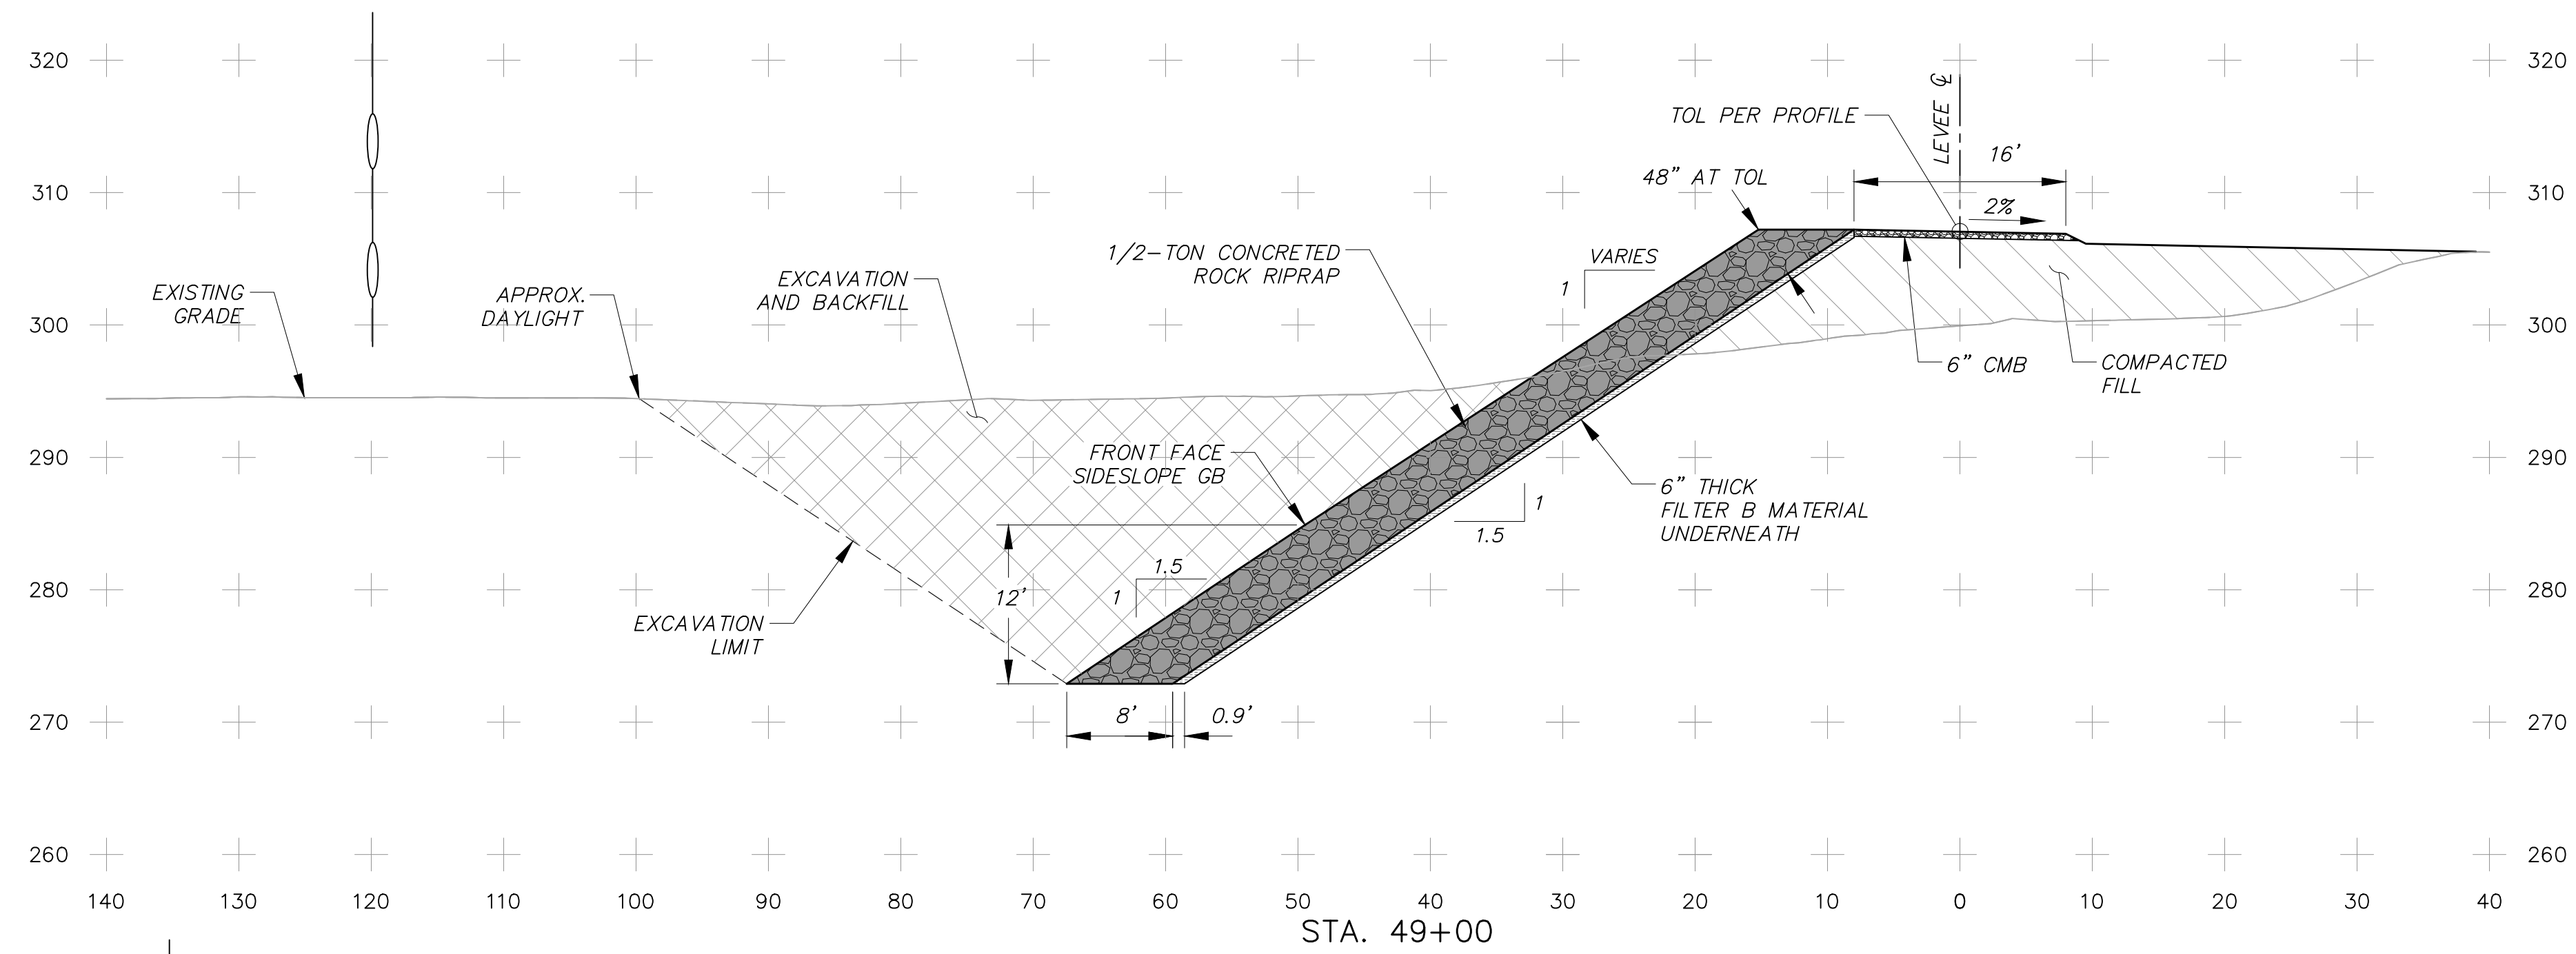 320
320
LEVEE ℄
TOL PER PROFILE
16'
48" AT TOL
310
310
2%
1/2-TON CONCRETED
ROCK RIPRAP
VARIES
1
EXCAVATION
AND BACKFILL
EXISTING
GRADE
APPROX.
DAYLIGHT
300
300
6" CMB
COMPACTED
FILL
290
290
FRONT FACE
SIDESLOPE GB
6" THICK
FILTER B MATERIAL
UNDERNEATH
1
1.5
280
280
1.5
1
12'
EXCAVATION
LIMIT
270
270
8'
0.9'
260
260
140 130 120 110 100 90 80 70 60 50 40 30 20 10 0 10 20 30 40
STA. 49+00